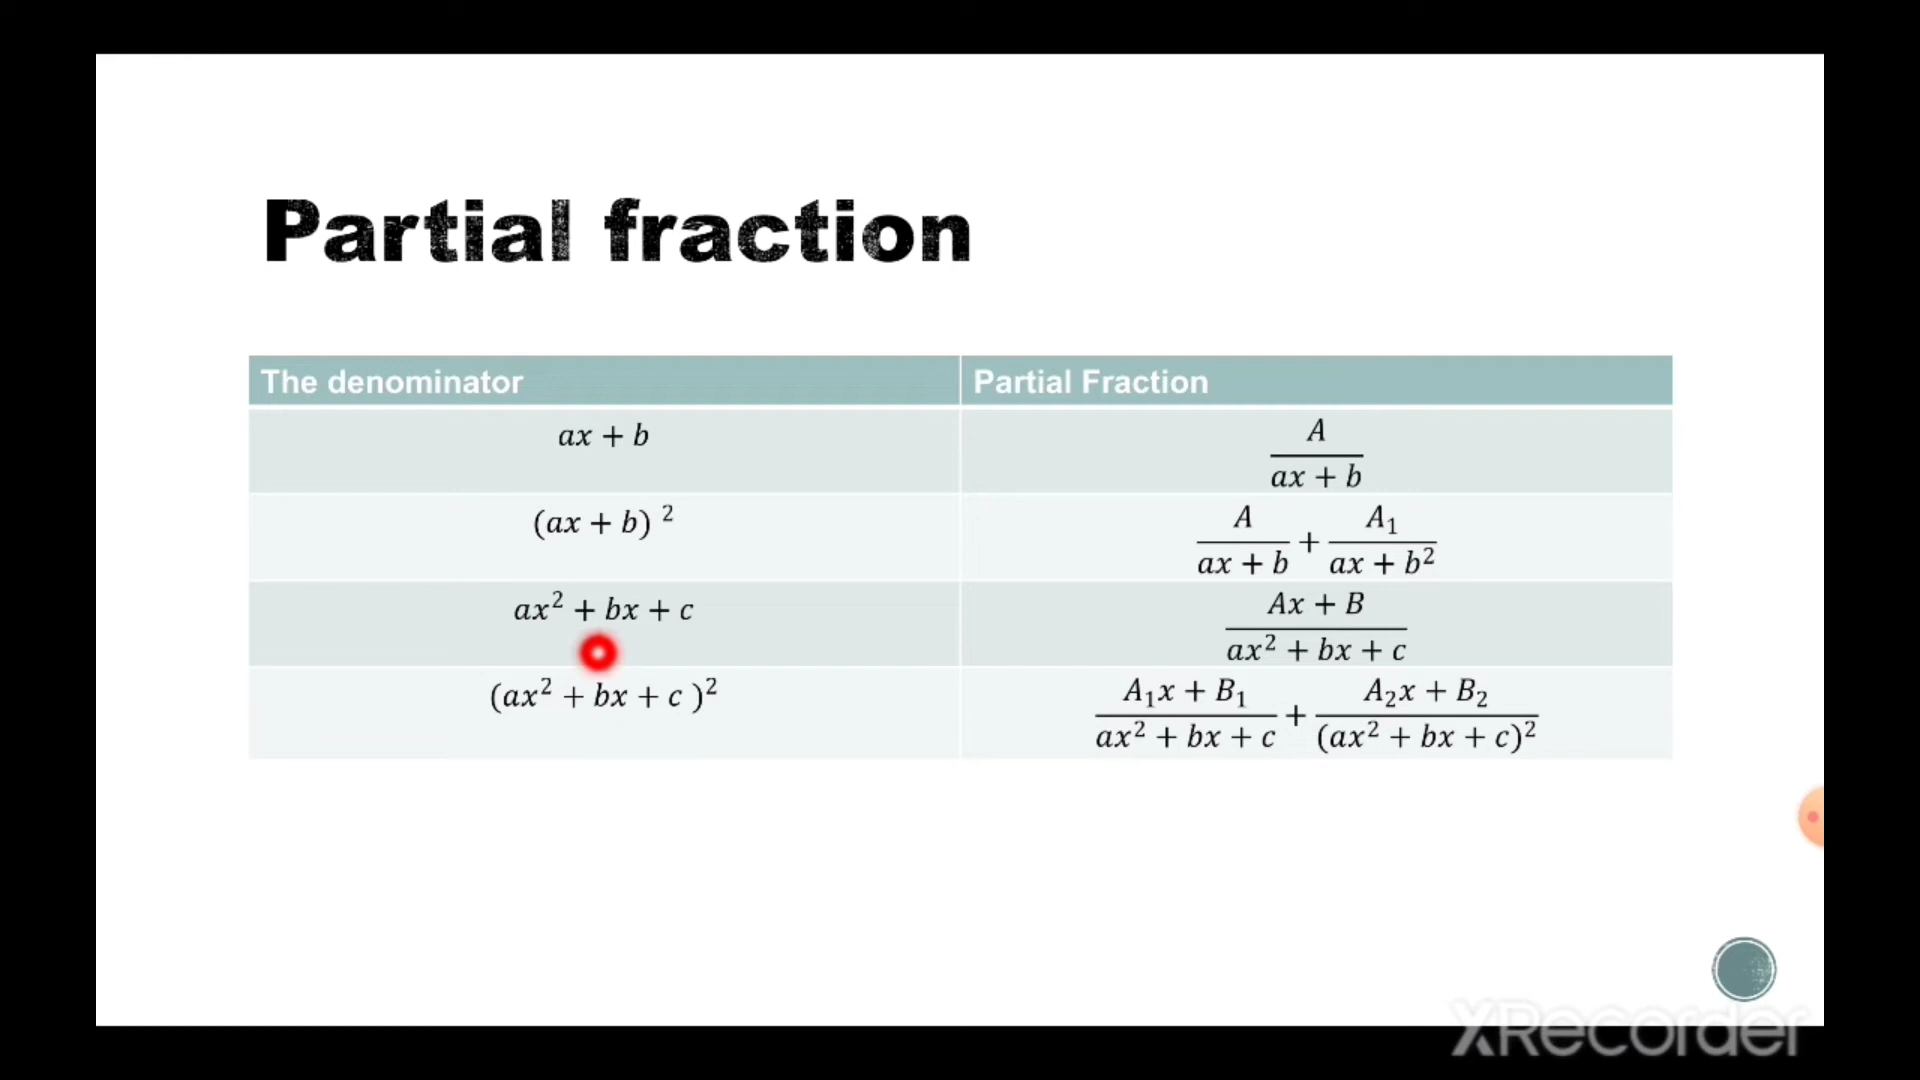 Partial fraction
The denominator Partial Fraction
ax + b A/(ax + b)
(ax + b) ² A/(ax + b) + A₁/(ax + b²)
ax² + bx + c (Ax + B)/(ax² + bx + c)
(ax² + bx + c )² (A₁x + B₁)/(ax² + bx + c) + (A₂x + B₂)/((ax² + bx + c)²)
XRecorder